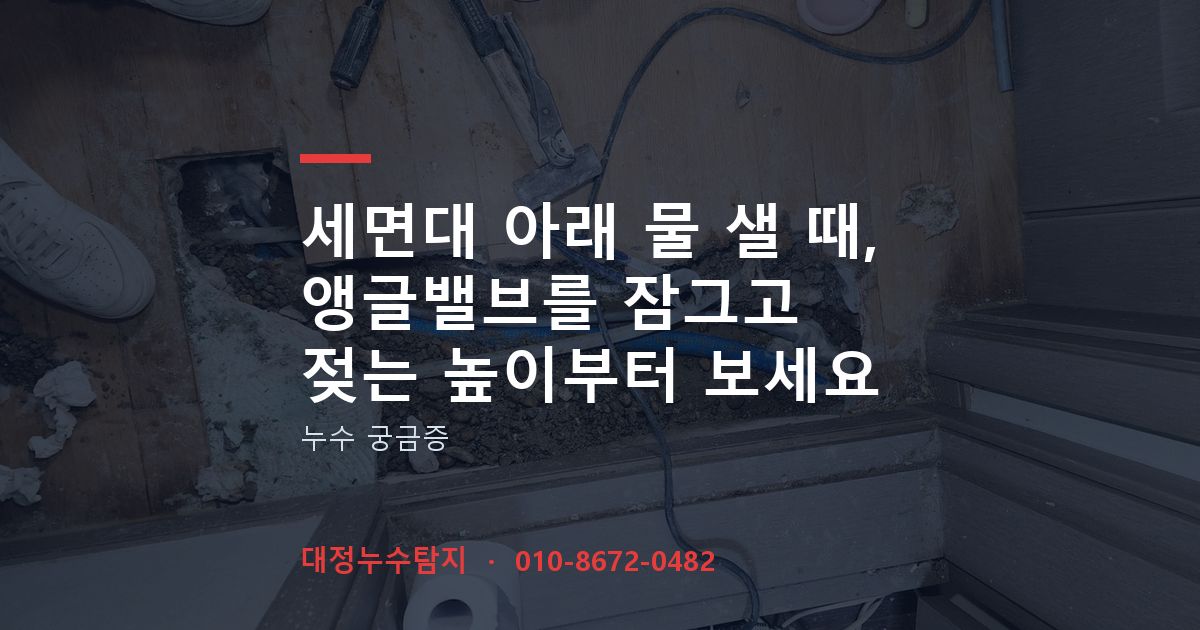 세면대 아래 물 샐 때,
앵글밸브를 잠그고
젖는 높이부터 보세요
누수 궁금증
대정누수탐지 · 010-8672-0482